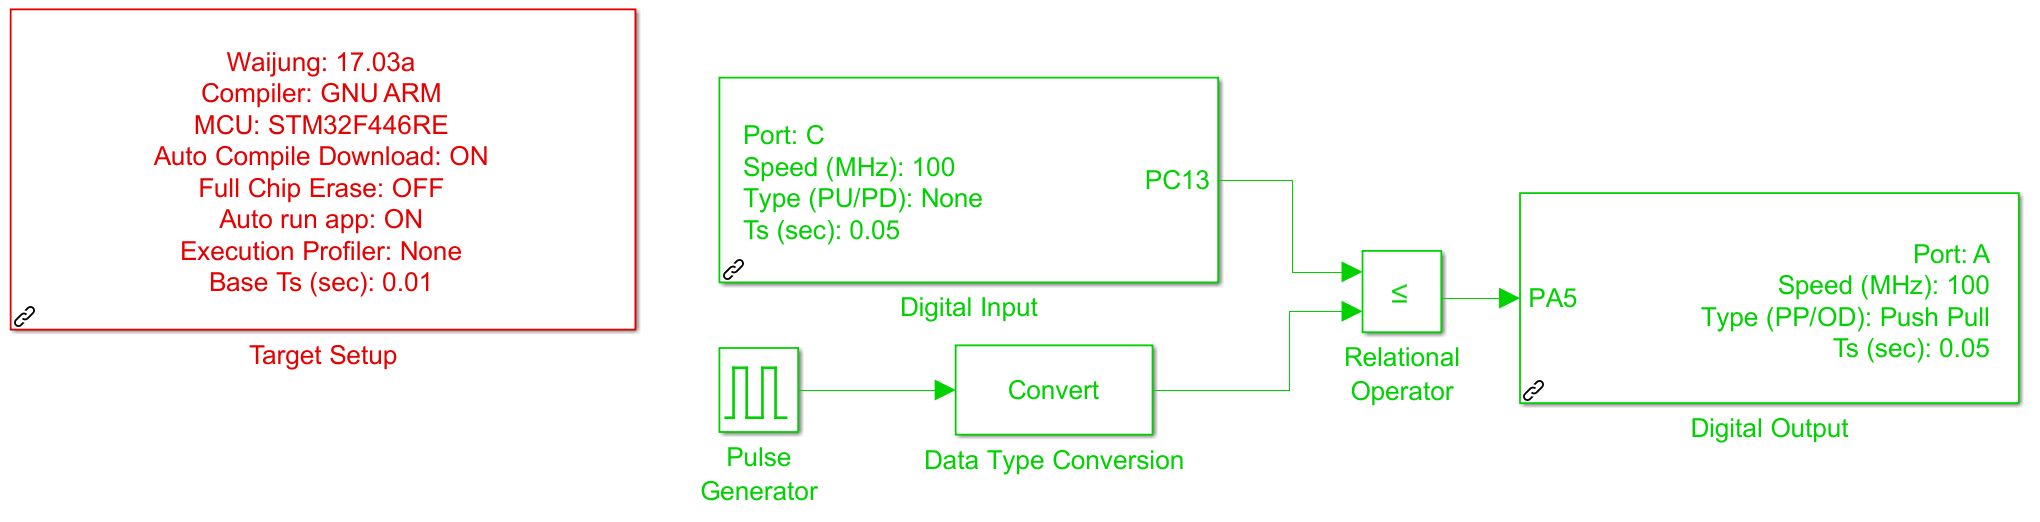 Waijung: 17.03a
Compiler: GNU ARM
MCU: STM32F446RE
Auto Compile Download: ON
Full Chip Erase: OFF
Auto run app: ON
Execution Profiler: None
Base Ts (sec): 0.01
Target Setup
Port: C
Speed (MHz): 100
Type (PU/PD): None
Ts (sec): 0.05
PC13
Digital Input
Pulse
Generator
Convert
Data Type Conversion
≤
Relational
Operator
PA5
Port: A
Speed (MHz): 100
Type (PP/OD): Push Pull
Ts (sec): 0.05
Digital Output